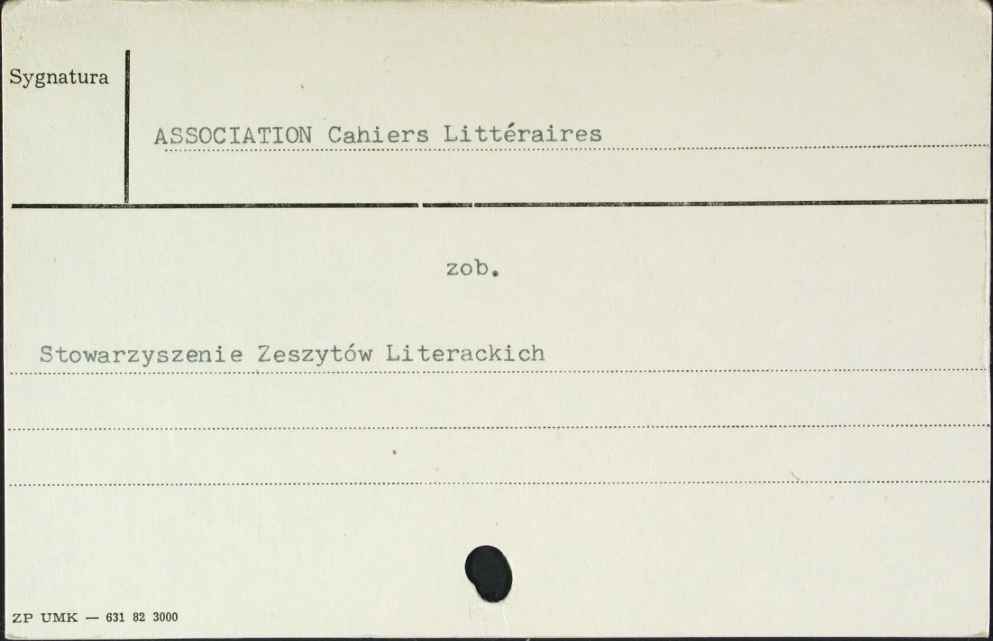 Sygnatura
ASSOCIATION Cahiers Littéraires
zob.
Stowarzyszenie Zeszytów Literackich
ZP UMK — 631 82 3000